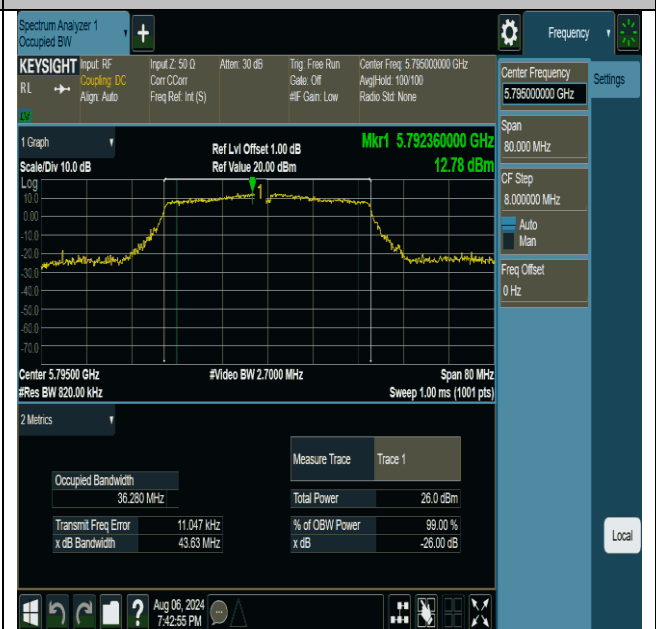 Spectrum Analyzer 1
Occupied BW
Frequency
KEYSIGHT
RL
LV
Input: RF
Coupling: DC
Align: Auto
Input Z: 50 Ω
Corr CCorr
Freq Ref: Int (S)
Atten: 30 dB
Trig: Free Run
Gate: Off
#IF Gain: Low
Center Freq: 5.795000000 GHz
Avg|Hold: 100/100
Radio Std: None
Center Frequency
5.795000000 GHz
Settings
Span
80.000 MHz
CF Step
8.000000 MHz
Auto
Man
Freq Offset
0 Hz
1 Graph
Scale/Div 10.0 dB
Ref Lvl Offset 1.00 dB
Ref Value 20.00 dBm
Mkr1 5.792360000 GHz
12.78 dBm
Log
10.0
0.00
-10.0
-20.0
-30.0
-40.0
-50.0
-60.0
-70.0
1
Center 5.79500 GHz
#Video BW 2.7000 MHz
Span 80 MHz
#Res BW 820.00 kHz
Sweep 1.00 ms (1001 pts)
2 Metrics
Measure Trace
Trace 1
Occupied Bandwidth
36.280 MHz
Total Power
26.0 dBm
Transmit Freq Error
11.047 kHz
% of OBW Power
99.00 %
x dB Bandwidth
43.63 MHz
x dB
-26.00 dB
Local
?
Aug 06, 2024
7:42:55 PM